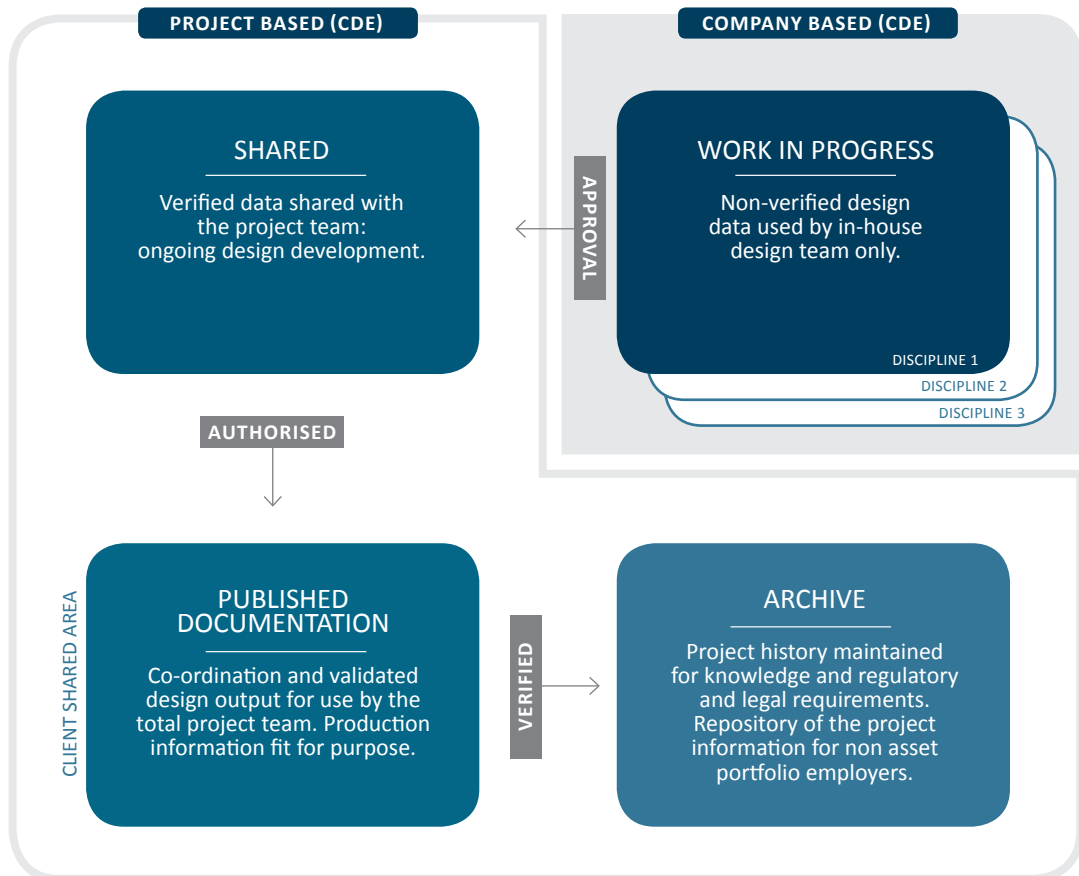 PROJECT BASED (CDE)
COMPANY BASED (CDE)
SHARED
Verified data shared with
the project team:
ongoing design development.
APPROVAL
WORK IN PROGRESS
Non-verified design
data used by in-house
design team only.
DISCIPLINE 1
DISCIPLINE 2
DISCIPLINE 3
AUTHORISED
CLIENT SHARED AREA
PUBLISHED
DOCUMENTATION
Co-ordination and validated
design output for use by the
total project team. Production
information fit for purpose.
VERIFIED
ARCHIVE
Project history maintained
for knowledge and regulatory
and legal requirements.
Repository of the project
information for non asset
portfolio employers.